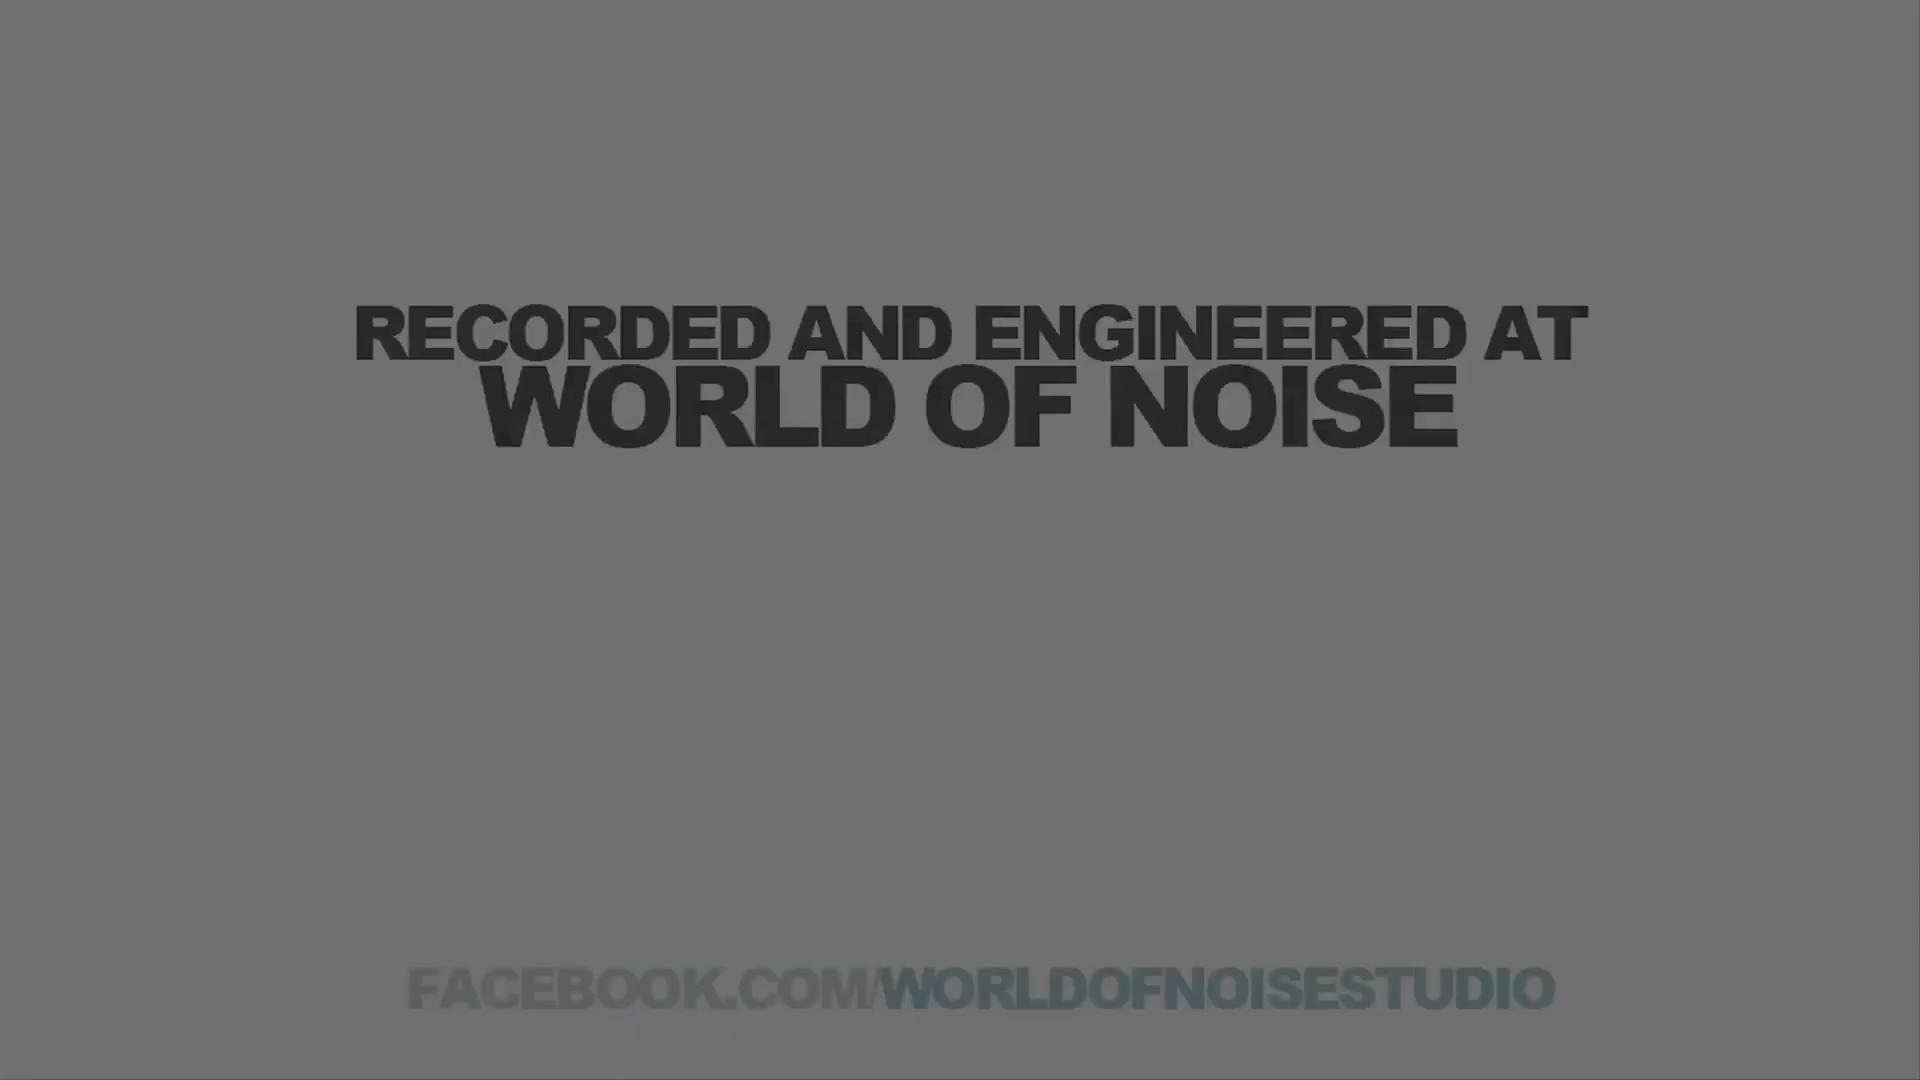 RECORDED AND ENGINEERED AT
WORLD OF NOISE
FACEBOOK.COM/WORLDOFNOISESTUDIO